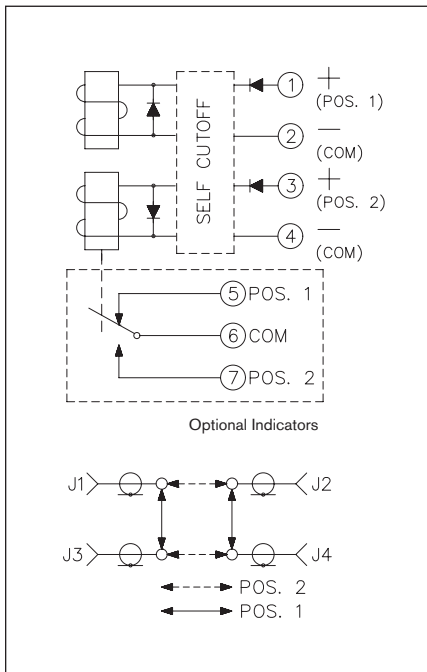 1 +
(POS. 1)
2 –
(COM)
3 +
(POS. 2)
4 –
(COM)
SELF CUTOFF
5 POS. 1
6 COM
7 POS. 2
Optional Indicators
J1 J2
J3 J4
POS. 2
POS. 1